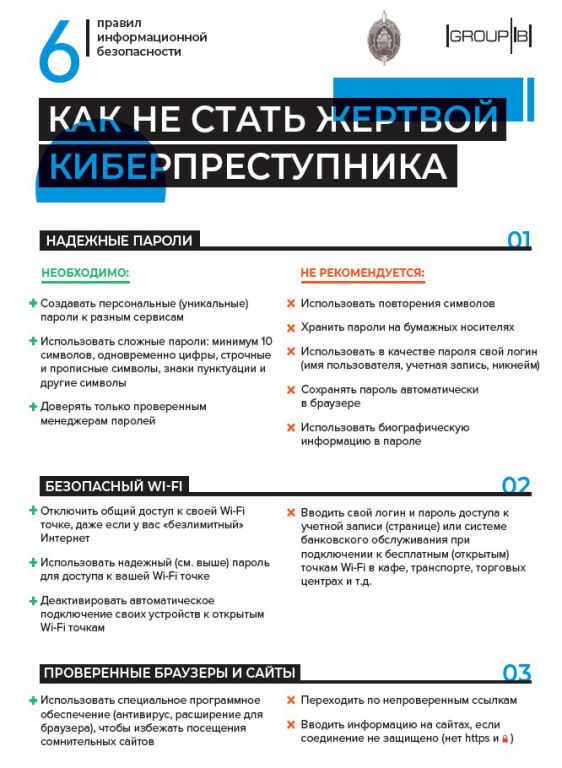 6
правил
информационной
безопасности
GROUP|IB|
КАК НЕ СТАТЬ ЖЕРТВОЙ
КИБЕРПРЕСТУПНИКА
НАДЕЖНЫЕ ПАРОЛИ
01
НЕОБХОДИМО:
+ Создавать персональные (уникальные)
пароли к разным сервисам
+ Использовать сложные пароли: минимум 10
символов, одновременно цифры, строчные
и прописные символы, знаки пунктуации и
другие символы
+ Доверять только проверенным
менеджерам паролей
НЕ РЕКОМЕНДУЕТСЯ:
× Использовать повторения символов
× Хранить пароли на бумажных носителях
× Использовать в качестве пароля свой логин
(имя пользователя, учетная запись, никнейм)
× Сохранять пароль автоматически
в браузере
× Использовать биографическую
информацию в пароле
БЕЗОПАСНЫЙ WI-FI
02
+ Отключить общий доступ к своей Wi-Fi
точке, даже если у вас «безлимитный»
Интернет
+ Использовать надежный (см. выше) пароль
для доступа к вашей Wi-Fi точке
+ Деактивировать автоматическое
подключение своих устройств к открытым
Wi-Fi точкам
× Вводить свой логин и пароль доступа к
учетной записи (странице) или системе
банковского обслуживания при
подключении к бесплатным (открытым)
точкам Wi-Fi в кафе, транспорте, торговых
центрах и т.д.
ПРОВЕРЕННЫЕ БРАУЗЕРЫ И САЙТЫ
03
+ Использовать специальное программное
обеспечение (антивирус, расширение для
браузера), чтобы избежать посещения
сомнительных сайтов
× Переходить по непроверенным ссылкам
× Вводить информацию на сайтах, если
соединение не защищено (нет https и 🔒)